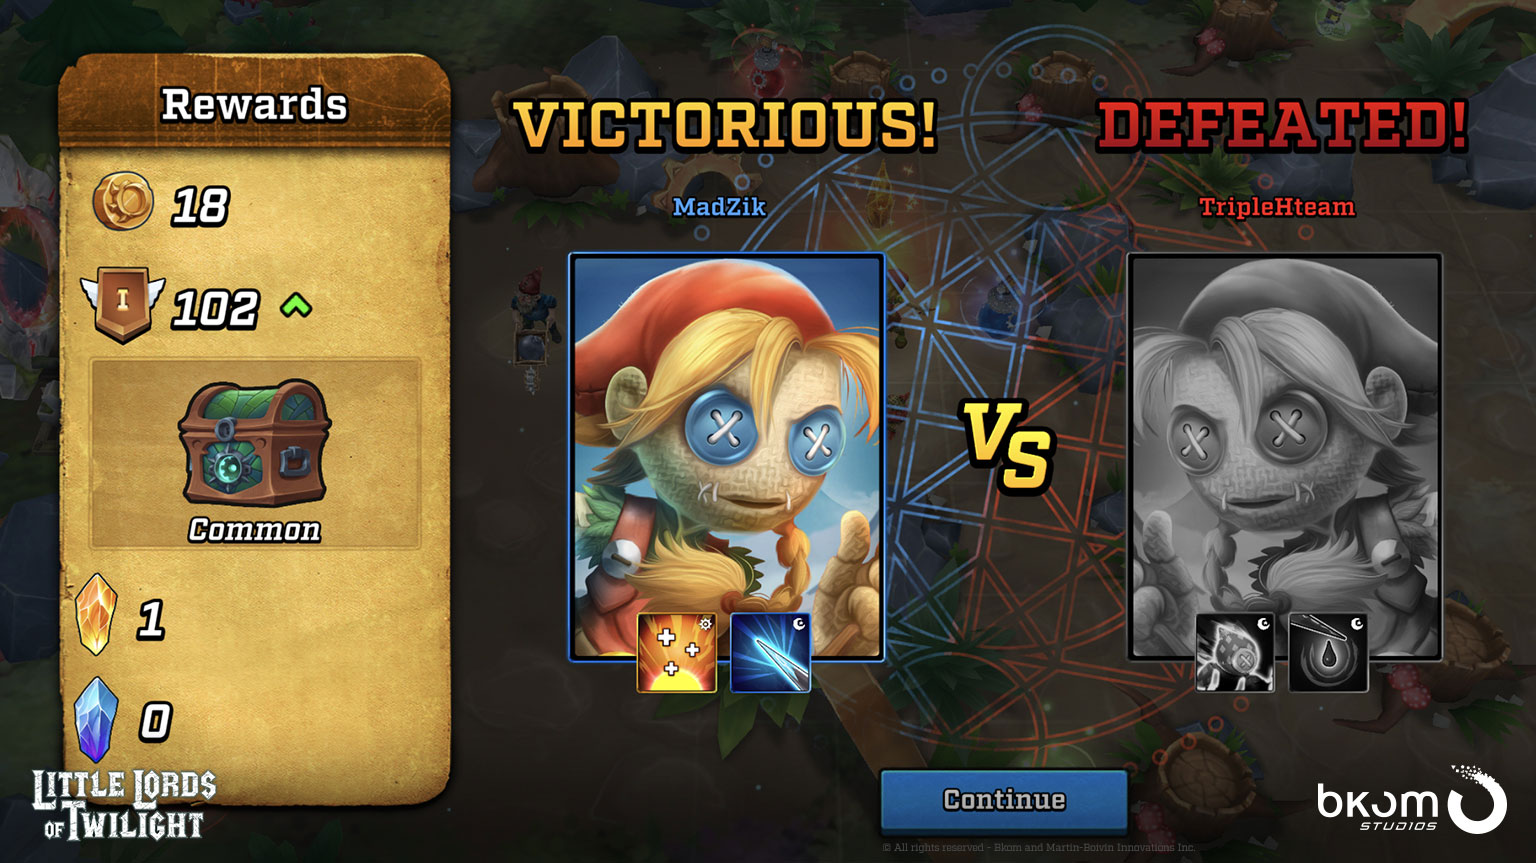 Rewards
18
I
102
Common
1
0
VICTORIOUS!
MadZik
VS
DEFEATED!
TripleHteam
Continue
LITTLE LORDS
OF TWILIGHT
bkom
STUDIOS
© All rights reserved - Bkom and Martin-Boivin Innovations Inc.